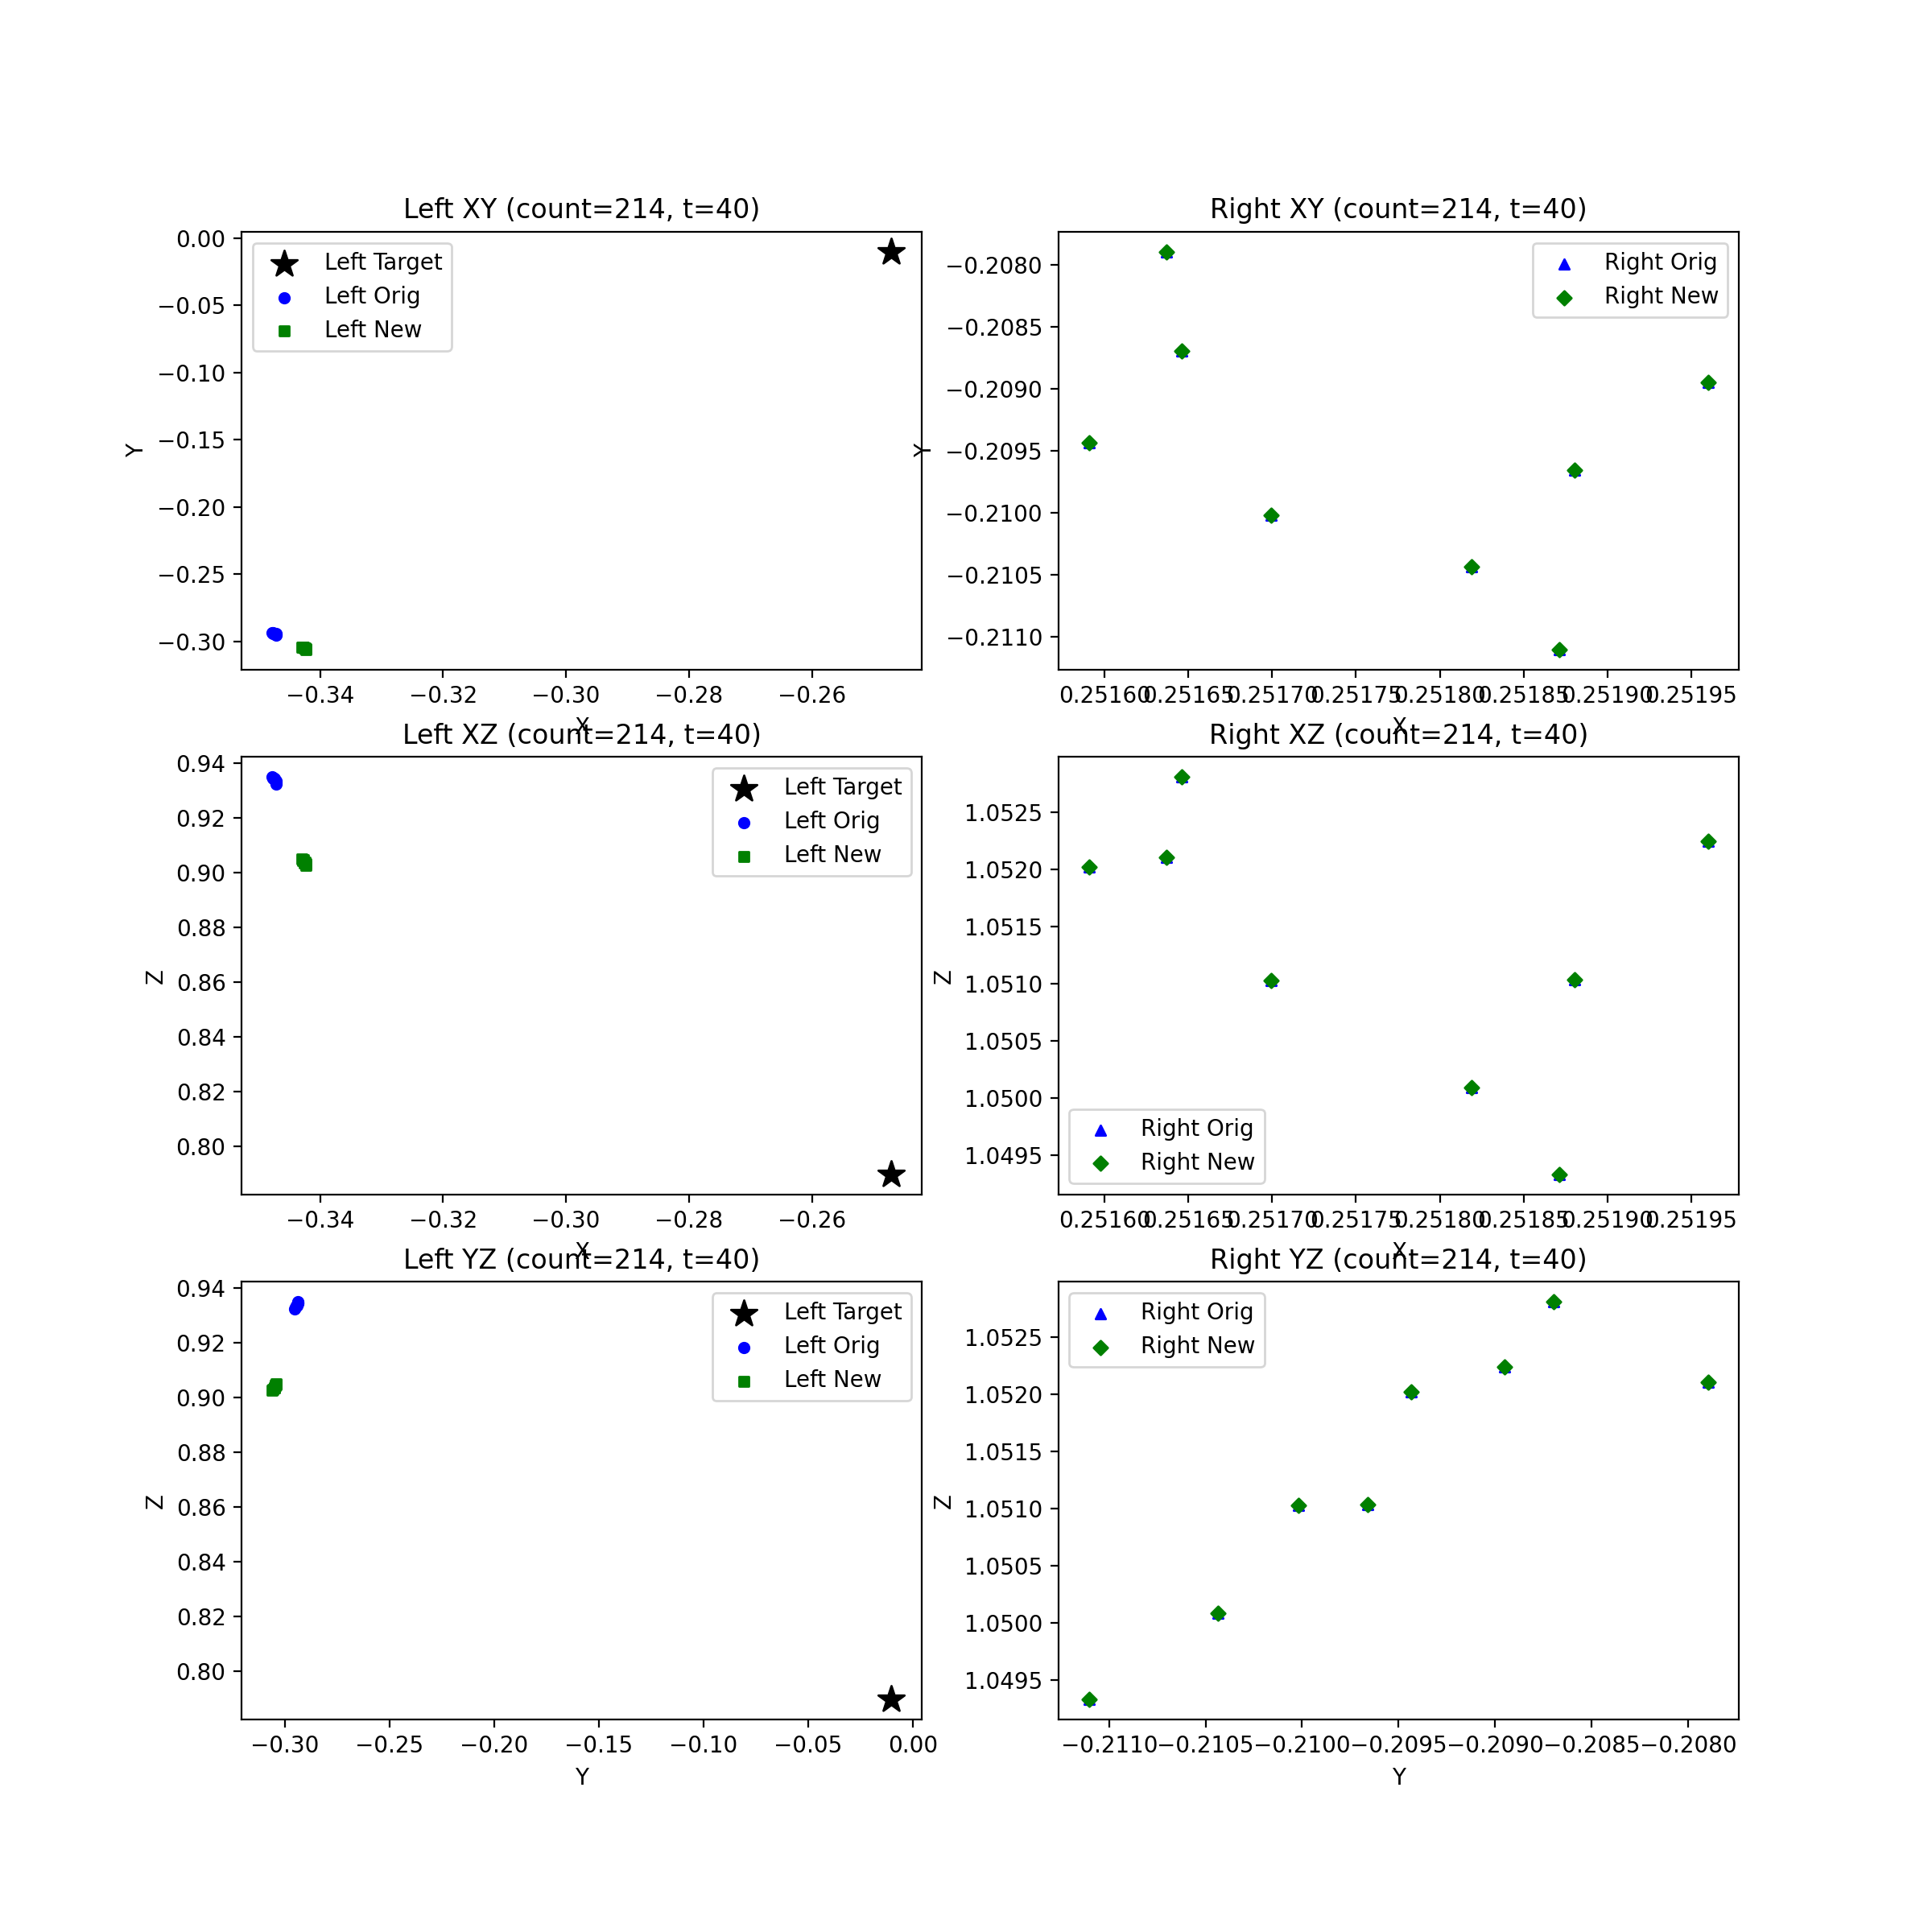 Left XY (count=214, t=40)
Left Target
Left Orig
Left New
0.00
−0.05
−0.10
−0.15
−0.20
−0.25
−0.30
Y
−0.34
−0.32
−0.30
−0.28
−0.26
X
Right XY (count=214, t=40)
Right Orig
Right New
−0.2080
−0.2085
−0.2090
−0.2095
−0.2100
−0.2105
−0.2110
Y
0.25160
0.25165
0.25170
0.25175
0.25180
0.25185
0.25190
0.25195
X
Left XZ (count=214, t=40)
Left Target
Left Orig
Left New
0.94
0.92
0.90
0.88
0.86
0.84
0.82
0.80
Z
−0.34
−0.32
−0.30
−0.28
−0.26
X
Right XZ (count=214, t=40)
1.0525
1.0520
1.0515
1.0510
1.0505
1.0500
1.0495
Z
Right Orig
Right New
0.25160
0.25165
0.25170
0.25175
0.25180
0.25185
0.25190
0.25195
X
Left YZ (count=214, t=40)
Left Target
Left Orig
Left New
0.94
0.92
0.90
0.88
0.86
0.84
0.82
0.80
Z
−0.30
−0.25
−0.20
−0.15
−0.10
−0.05
0.00
Y
Right YZ (count=214, t=40)
Right Orig
Right New
1.0525
1.0520
1.0515
1.0510
1.0505
1.0500
1.0495
Z
−0.2110
−0.2105
−0.2100
−0.2095
−0.2090
−0.2085
−0.2080
Y